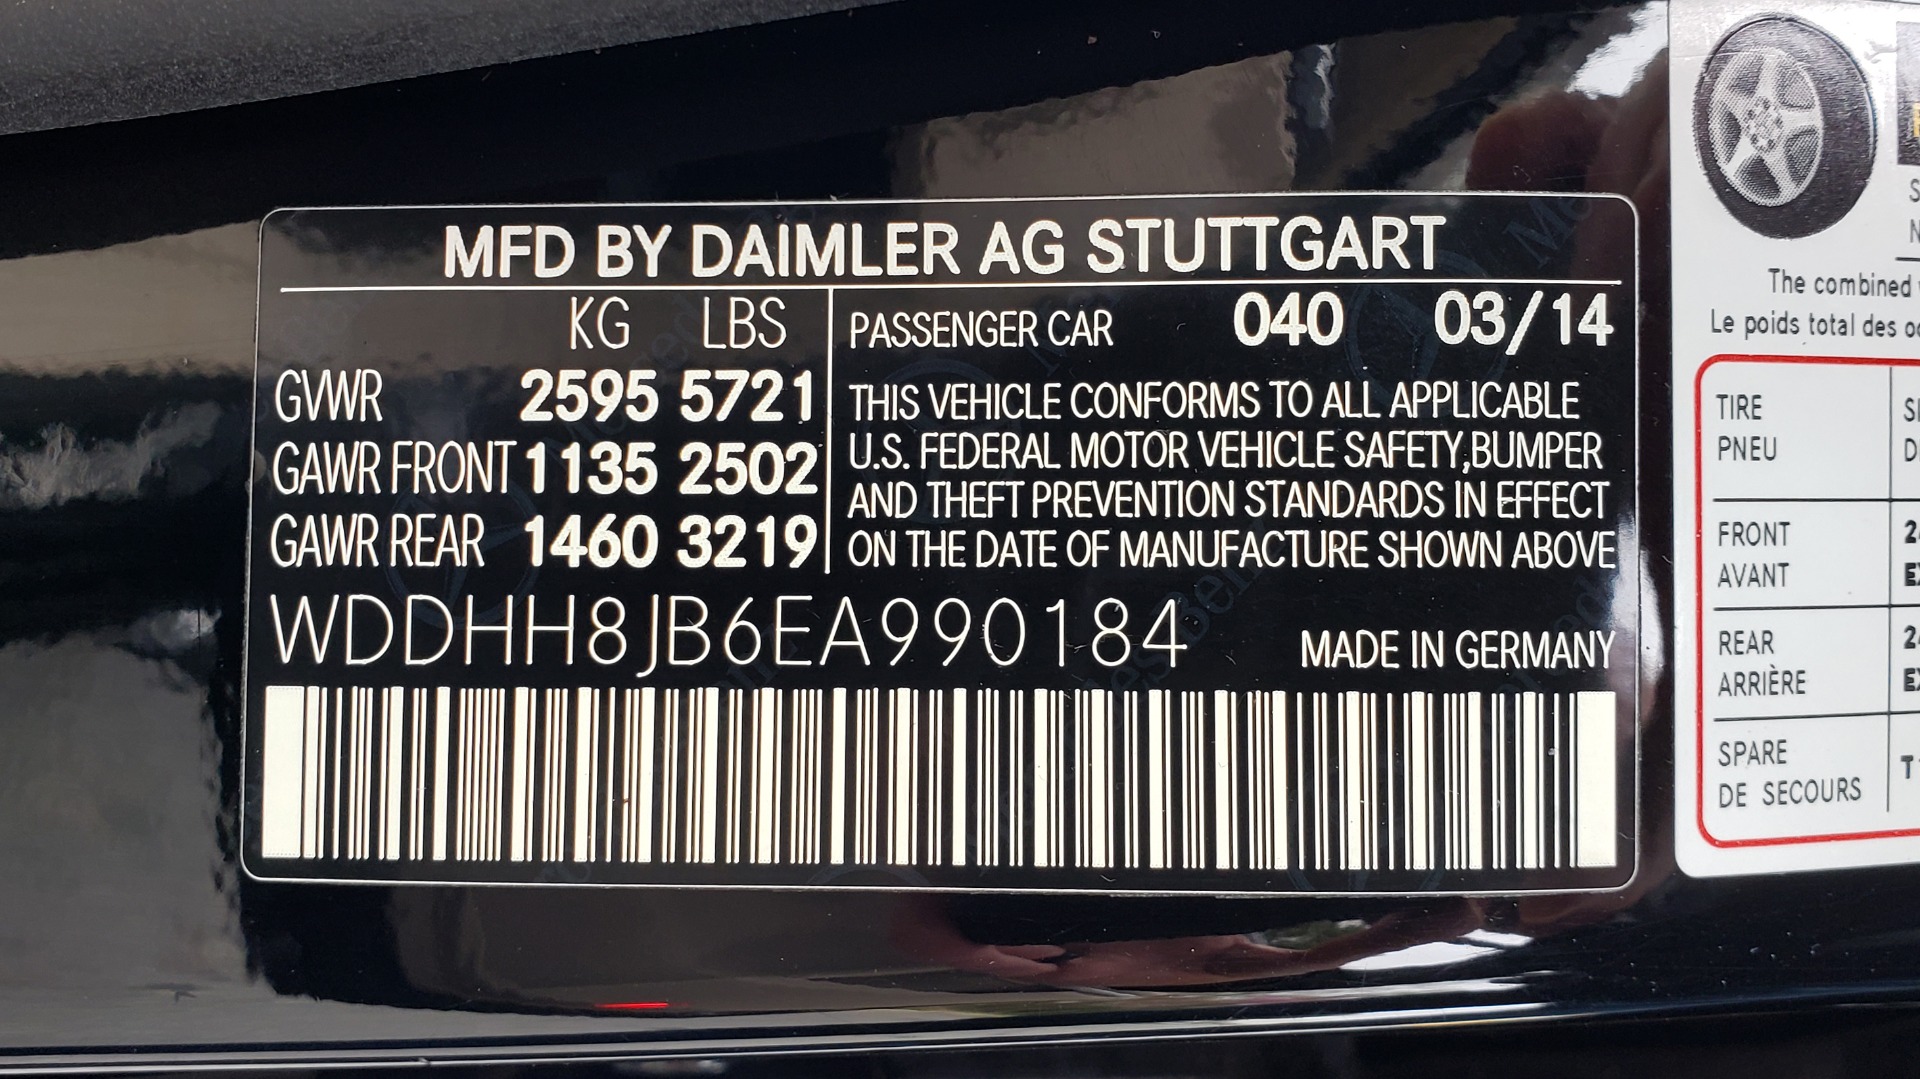 MFD BY DAIMLER AG STUTTGART
KG LBS
GVWR 2595 5721
GAWR FRONT 1135 2502
GAWR REAR 1460 3219
PASSENGER CAR 040 03/14
THIS VEHICLE CONFORMS TO ALL APPLICABLE
U.S. FEDERAL MOTOR VEHICLE SAFETY,BUMPER
AND THEFT PREVENTION STANDARDS IN EFFECT
ON THE DATE OF MANUFACTURE SHOWN ABOVE
WDDHH8JB6EA990184 MADE IN GERMANY
The combined
Le poids total des
TIRE
PNEU
FRONT
AVANT
REAR
ARRIÈRE
SPARE
DE SECOURS